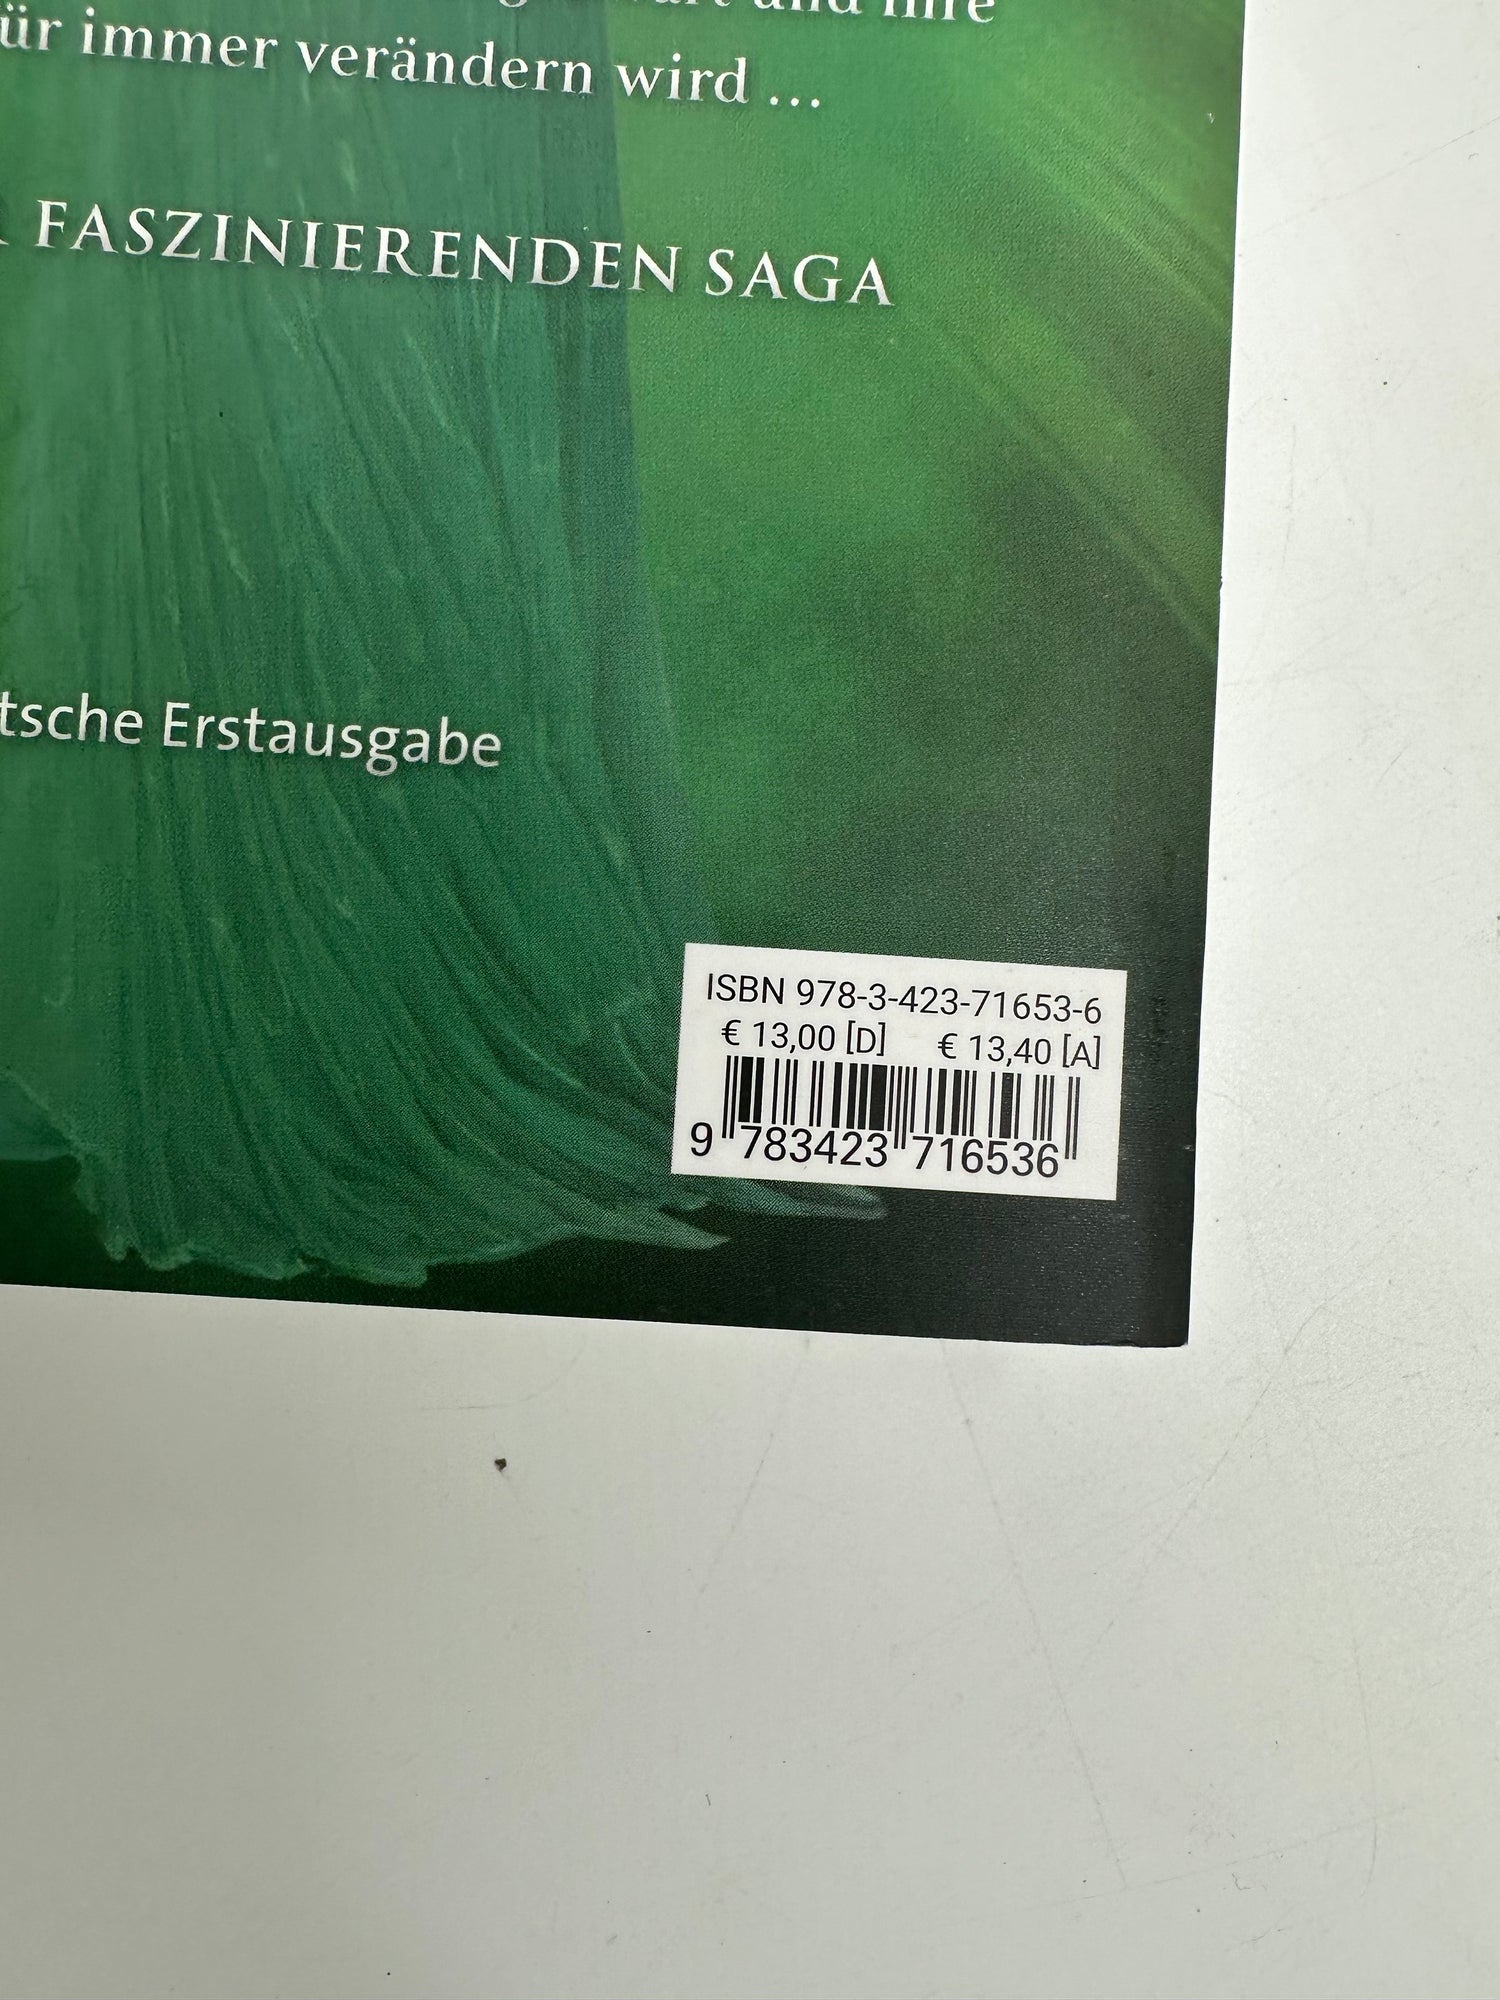 ür immer verändern wird ...
FASZINIERENDEN SAGA
tsche Erstausgabe
ISBN 978-3-423-71653-6
€ 13,00 [D] € 13,40 [A]
9 783423 716536